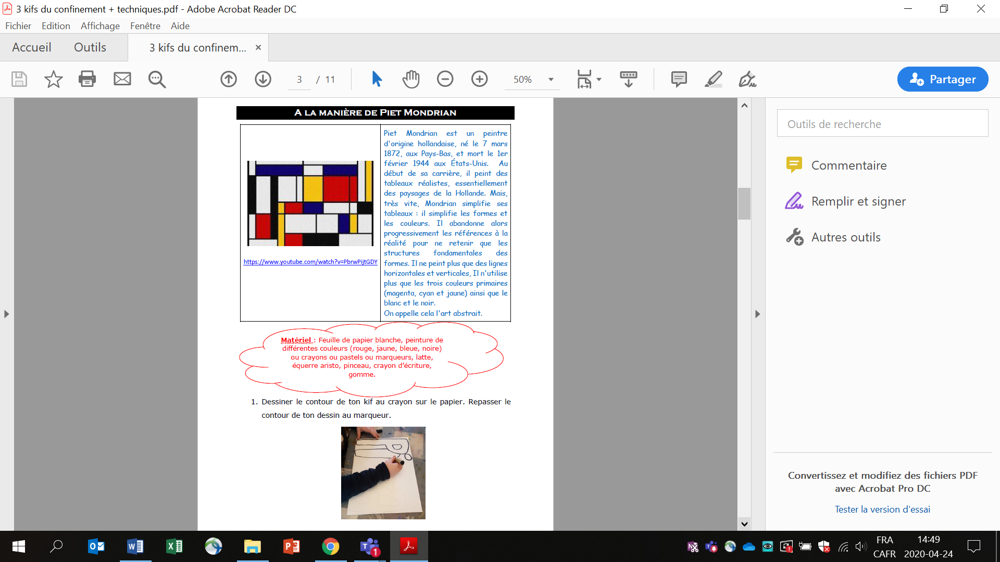 3 kifs du confinement + techniques.pdf - Adobe Acrobat Reader DC
Fichier Edition Affichage Fenêtre Aide
Accueil Outils 3 kifs du confinem... ×
3 / 11 50% Partager
A LA MANIÈRE DE PIET MONDRIAN
https://www.youtube.com/watch?v=PbrwPijtGDY
Piet Mondrian est un peintre
d'origine hollandaise, né le 7 mars
1872, aux Pays-Bas, et mort le 1er
février 1944 aux États-Unis. Au
début de sa carrière, il peint des
tableaux réalistes, essentiellement
des paysages de la Hollande. Mais,
très vite, Mondrian simplifie ses
tableaux : il simplifie les formes et
les couleurs. Il abandonne alors
progressivement les références à la
réalité pour ne retenir que les
structures fondamentales des
formes. Il ne peint plus que des lignes
horizontales et verticales, Il n'utilise
plus que les trois couleurs primaires
(magenta, cyan et jaune) ainsi que le
blanc et le noir.
On appelle cela l'art abstrait.
Matériel : Feuille de papier blanche, peinture de
différentes couleurs (rouge, jaune, bleue, noire)
ou crayons ou pastels ou marqueurs, latte,
équerre aristo, pinceau, crayon d'écriture,
gomme.
1. Dessiner le contour de ton kif au crayon sur le papier. Repasser le
contour de ton dessin au marqueur.
Outils de recherche
Commentaire
Remplir et signer
Autres outils
Convertissez et modifiez des fichiers PDF
avec Acrobat Pro DC
Tester la version d'essai
FRA 14:49
CAFR 2020-04-24